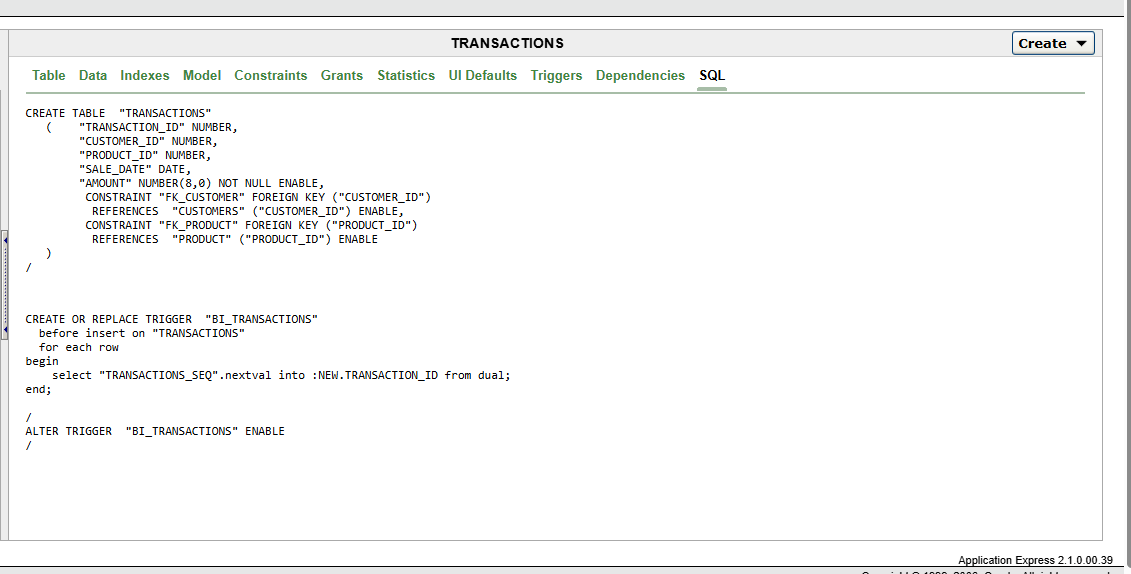 TRANSACTIONS
Create
Table Data Indexes Model Constraints Grants Statistics UI Defaults Triggers Dependencies SQL
CREATE TABLE  "TRANSACTIONS"
   (    "TRANSACTION_ID" NUMBER,
        "CUSTOMER_ID" NUMBER,
        "PRODUCT_ID" NUMBER,
        "SALE_DATE" DATE,
        "AMOUNT" NUMBER(8,0) NOT NULL ENABLE,
         CONSTRAINT "FK_CUSTOMER" FOREIGN KEY ("CUSTOMER_ID")
          REFERENCES  "CUSTOMERS" ("CUSTOMER_ID") ENABLE,
         CONSTRAINT "FK_PRODUCT" FOREIGN KEY ("PRODUCT_ID")
          REFERENCES  "PRODUCT" ("PRODUCT_ID") ENABLE
   )
/
CREATE OR REPLACE TRIGGER  "BI_TRANSACTIONS"
  before insert on "TRANSACTIONS"
  for each row
begin
    select "TRANSACTIONS_SEQ".nextval into :NEW.TRANSACTION_ID from dual;
end;
/
ALTER TRIGGER  "BI_TRANSACTIONS" ENABLE
/
Application Express 2.1.0.00.39